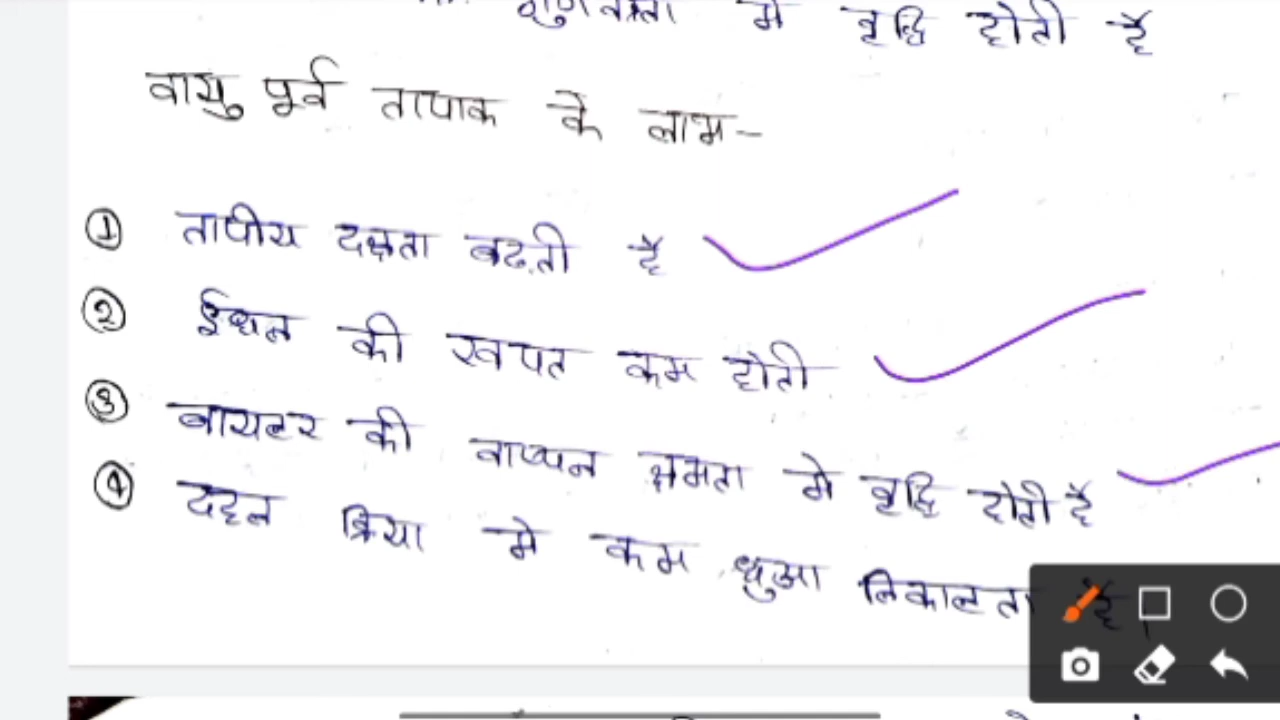 में वृद्धि होती है
वायु पूर्व तापक के लाभ-
① तापीय दक्षता बढ़ती है
② ईंधन की खपत कम होती
③ बायलर की वाष्पन क्षमता मे वृद्धि होती है
④ दहन क्रिया मे कम धुआ निकालता है।